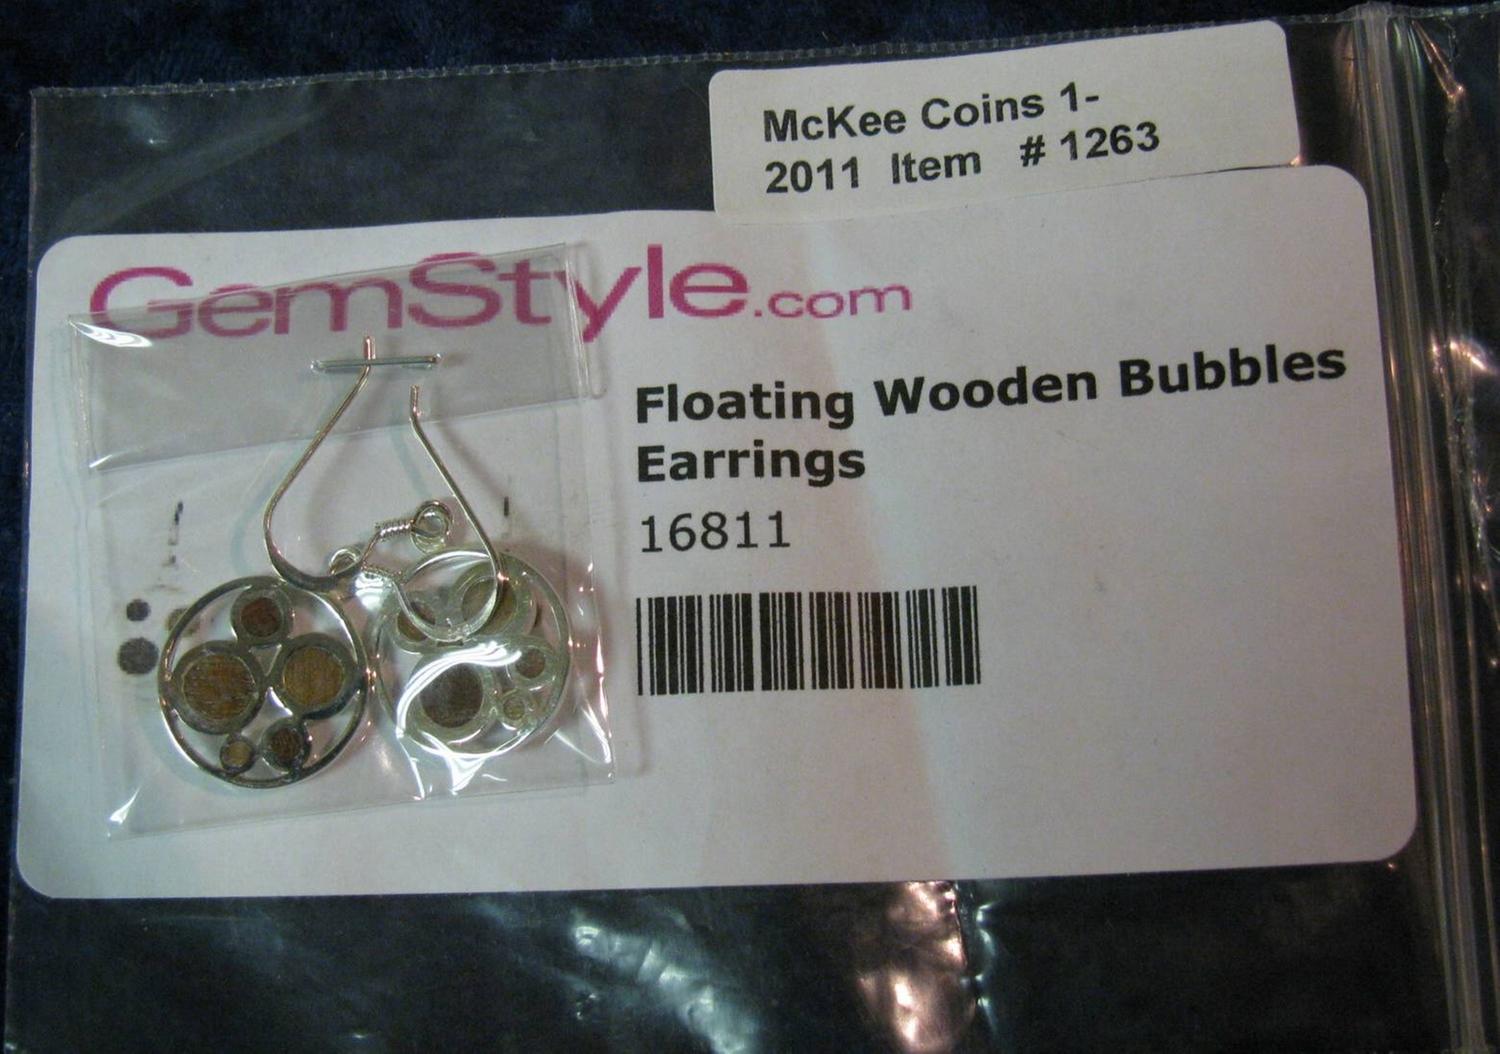 McKee Coins 1-
2011 Item # 1263
GemStyle.com
Floating Wooden Bubbles
Earrings
16811